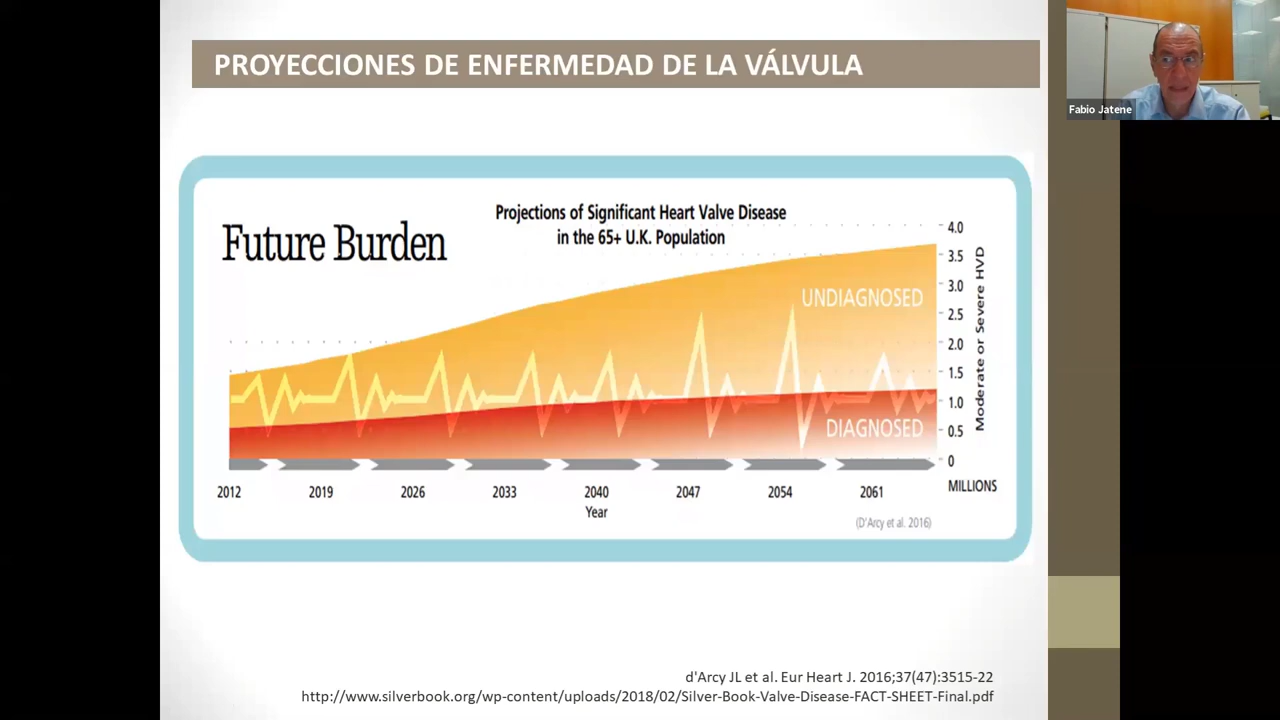 PROYECCIONES DE ENFERMEDAD DE LA VÁLVULA
Fabio Jatene
Future Burden
Projections of Significant Heart Valve Disease
in the 65+ U.K. Population
4.0
3.5
3.0
2.5
2.0
1.5
1.0
0.5
0
Moderate or Severe HVD
UNDIAGNOSED
DIAGNOSED
2012 2019 2026 2033 2040 2047 2054 2061
MILLIONS
Year
(D'Arcy et al. 2016)
d'Arcy JL et al. Eur Heart J. 2016;37(47):3515-22
http://www.silverbook.org/wp-content/uploads/2018/02/Silver-Book-Valve-Disease-FACT-SHEET-Final.pdf